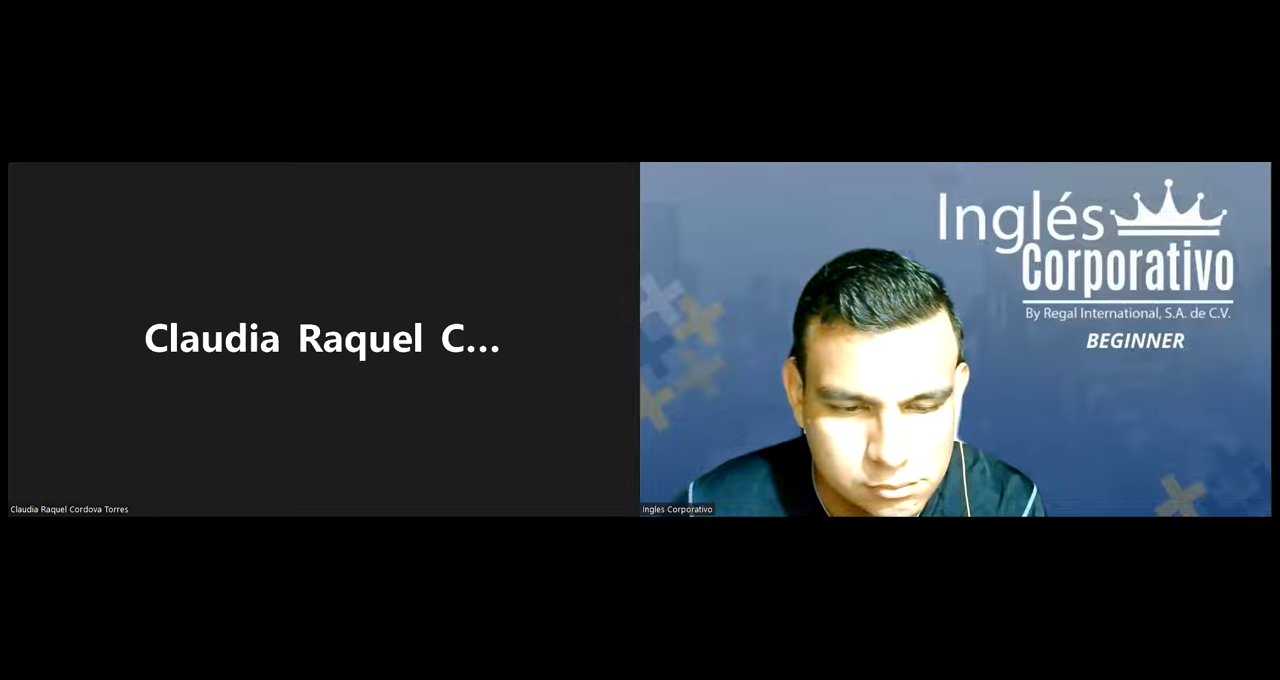 Claudia Raquel C...
Claudia Raquel Cordova Torres
Inglés
Corporativo
By Regal International, S.A. de C.V.
BEGINNER
Ingles Corporativo